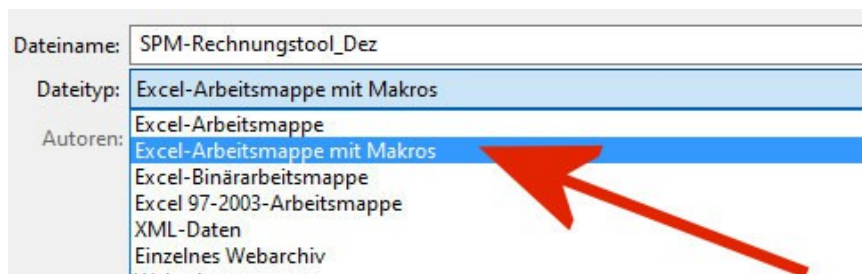 Dateiname: SPM-Rechnungstool_Dez
Dateityp: Excel-Arbeitsmappe mit Makros
Autoren:
Excel-Arbeitsmappe
Excel-Arbeitsmappe mit Makros
Excel-Binärarbeitsmappe
Excel 97-2003-Arbeitsmappe
XML-Daten
Einzelnes Webarchiv